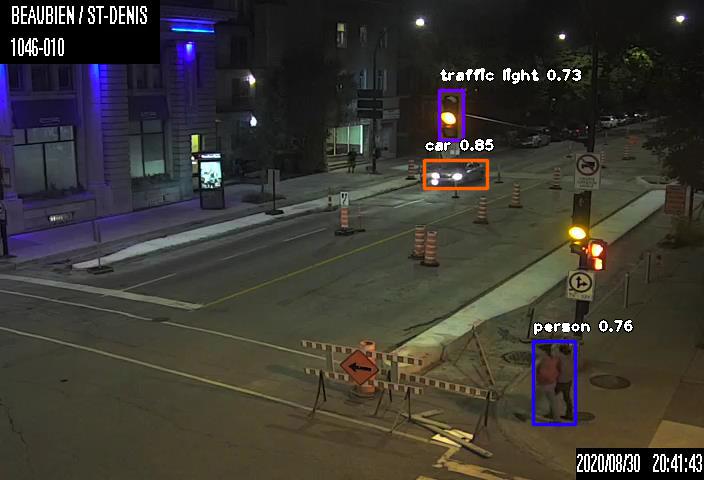 BEAUBIEN / ST-DENIS
1046-010
traffic light 0.73
car 0.85
person 0.76
2020/08/30 20:41:43